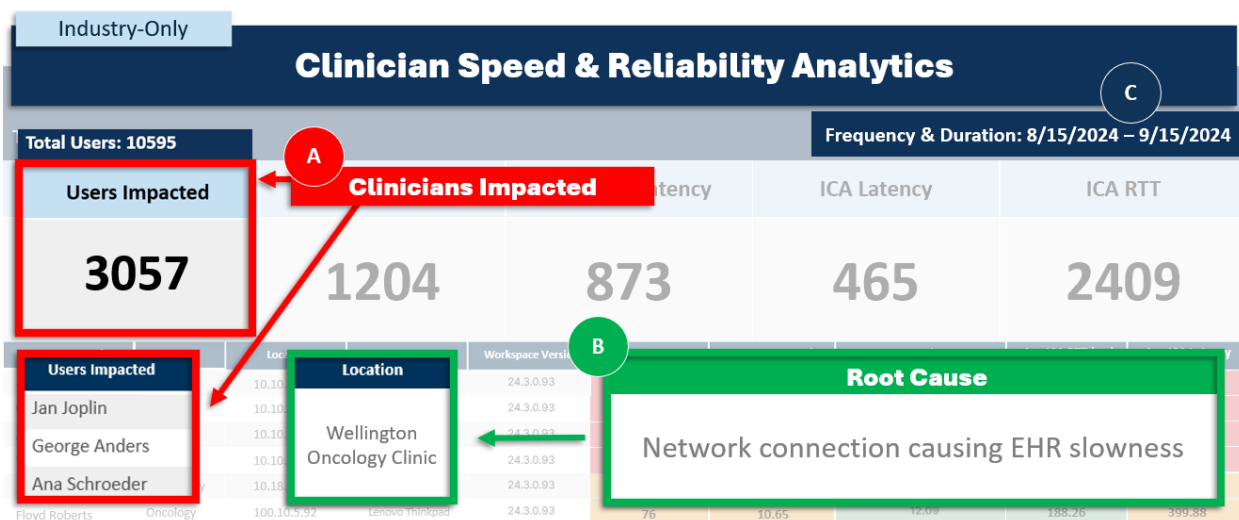 Industry-Only
Clinician Speed & Reliability Analytics
C
Total Users: 10595
Frequency & Duration: 8/15/2024 – 9/15/2024
A
Users Impacted
Clinicians Impacted
ICA Latency
ICA RTT
3057
1204
873
465
2409
B
Workspace
Users Impacted
Location
Root Cause
24.3.0.93
Jan Joplin
24.3.0.93
George Anders
Wellington
Oncology Clinic
24.3.0.93
Network connection causing EHR slowness
24.3.0.93
Ana Schroeder
24.3.0.93
Floyd Roberts Oncology 100.10.5.92 Lenovo Thinkpad 24.3.0.93 76 10.65 12.09 188.26 399.88